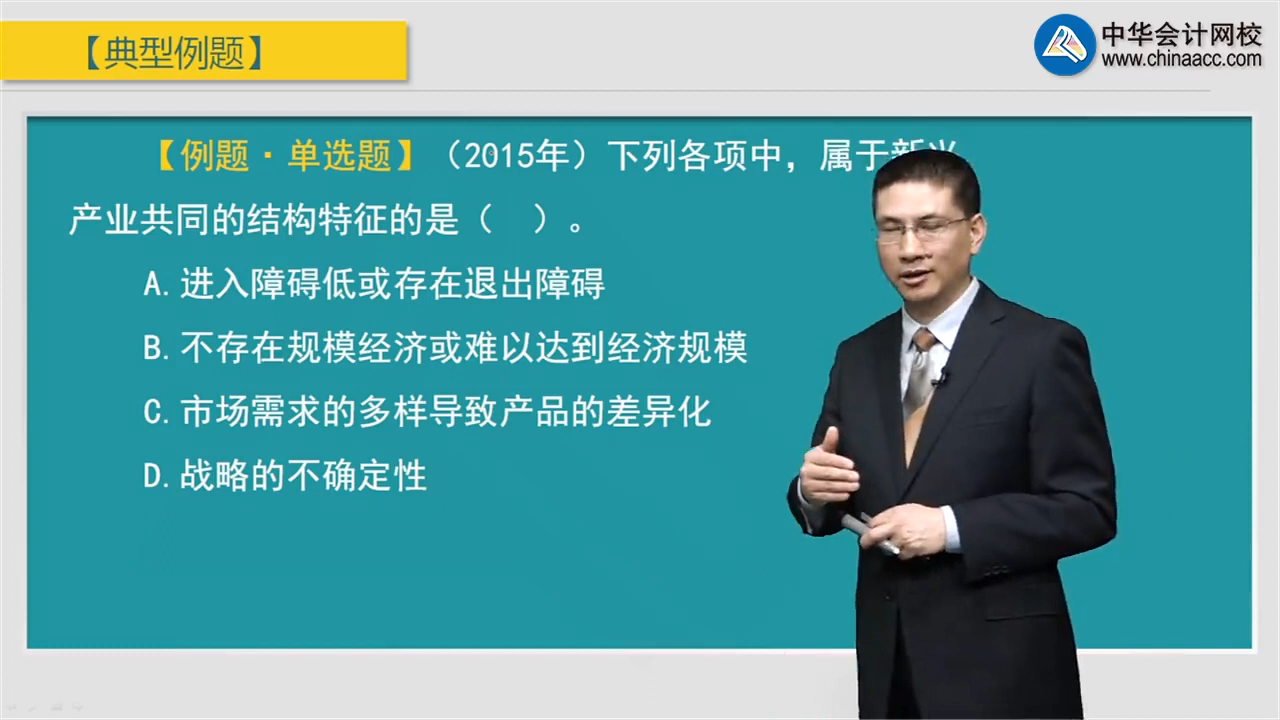 【典型例题】
中华会计网校
www.chinaacc.com
【例题·单选题】（2015年）下列各项中，属于
产业共同的结构特征的是（ ）。
A.进入障碍低或存在退出障碍
B.不存在规模经济或难以达到经济规模
C.市场需求的多样导致产品的差异化
D.战略的不确定性